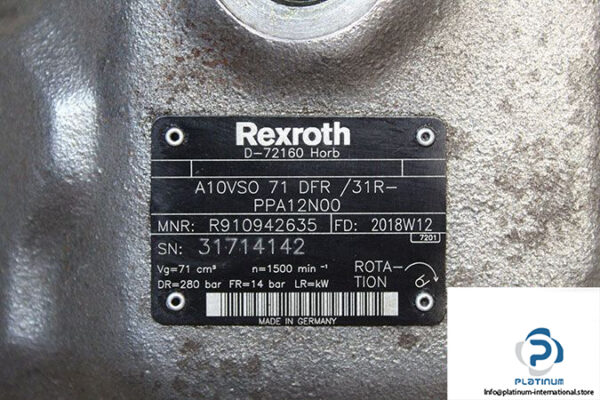 Rexroth
D-72160 Horb
A10VSO 71 DFR /31R-
PPA12N00
MNR: R910942635 FD: 2018W12
7201
SN: 31714142
Vg=71 cm³ n=1500 min⁻¹ ROTA-
TION
DR=280 bar FR=14 bar LR=kW
MADE IN GERMANY
PLATINUM
Info@platinum-international.store